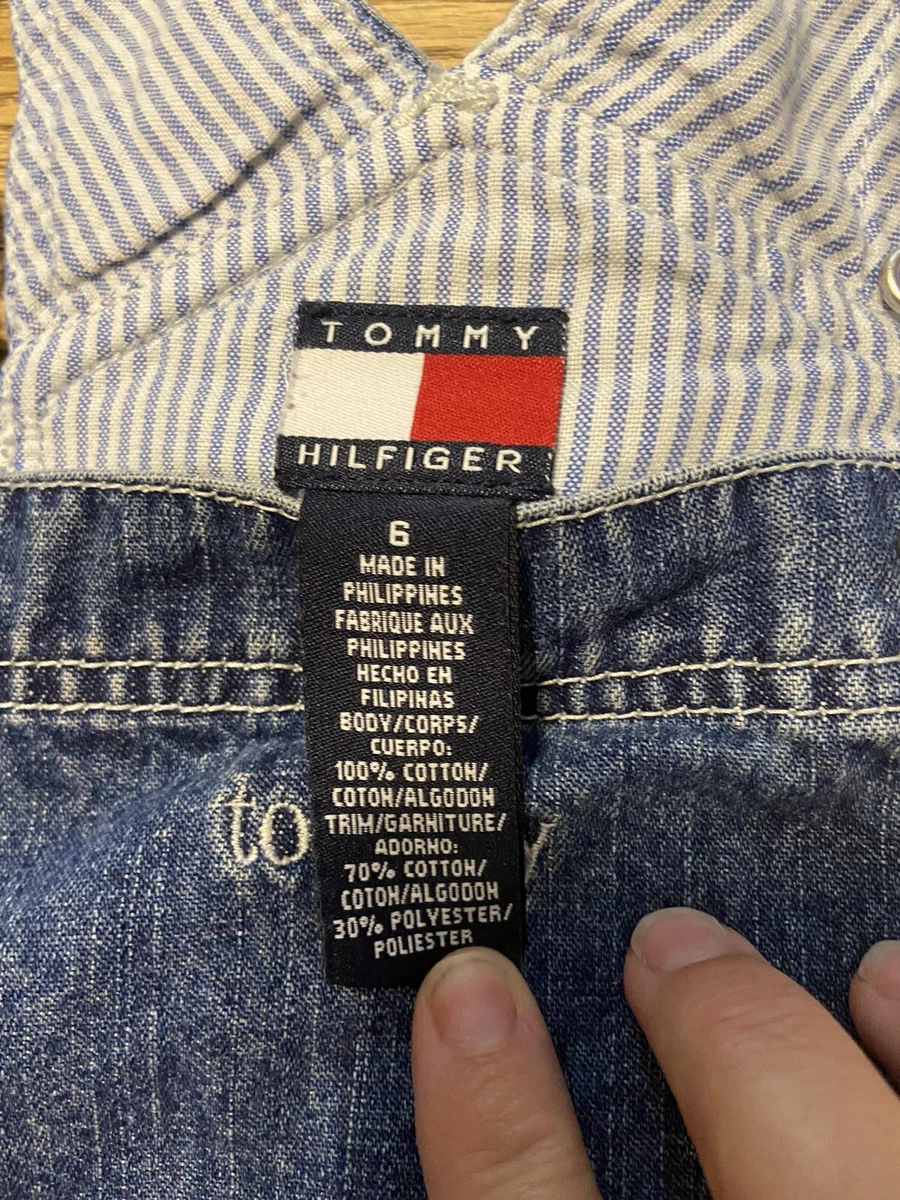 TOMMY
HILFIGER
6
MADE IN
PHILIPPINES
FABRIQUE AUX
PHILIPPINES
HECHO EN
FILIPINAS
BODY/CORPS/
CUERPO:
100% COTTON/
COTON/ALGODON
TRIM/GARNITURE/
ADORNO:
70% COTTON/
COTON/ALGODON
30% POLYESTER/
POLIESTER